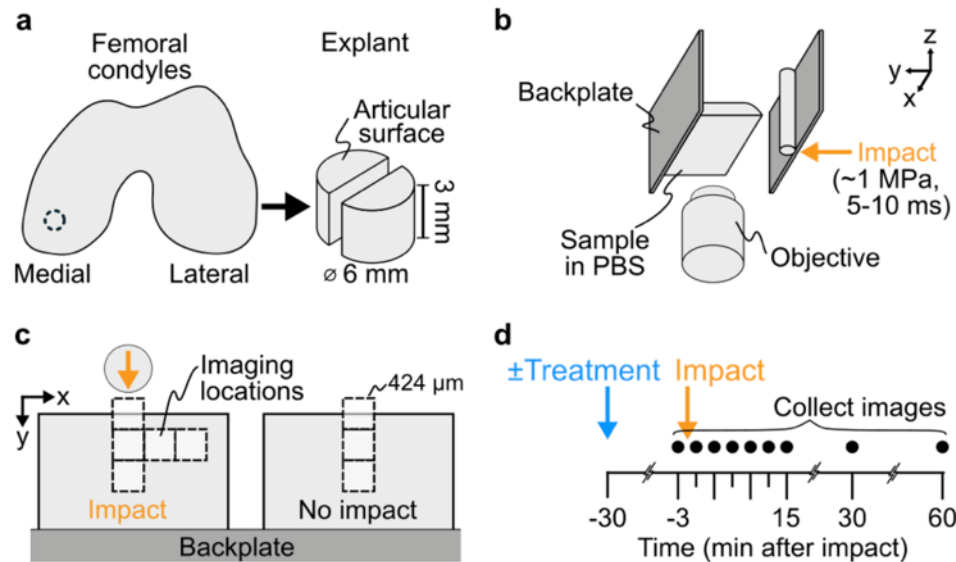 a
Femoral
condyles
Explant
Articular
surface
3 mm
Medial
Lateral
⌀ 6 mm
b
Backplate
z
y
x
Impact
(~1 MPa,
5-10 ms)
Sample
in PBS
Objective
c
x
y
Imaging
locations
424 µm
Impact
No impact
Backplate
d
±Treatment
Impact
Collect images
-30
-3
15
30
60
Time (min after impact)